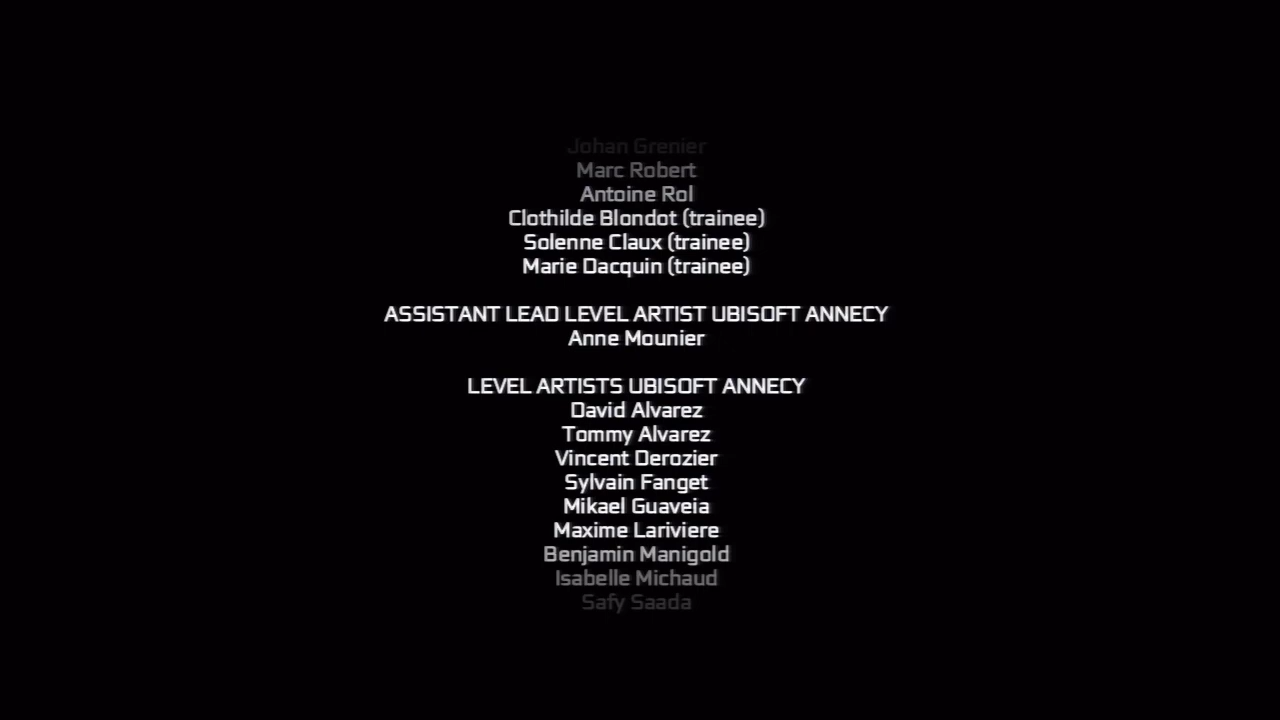 Johan Grenier
Marc Robert
Antoine Rol
Clothilde Blondot (trainee)
Solenne Claux (trainee)
Marie Dacquin (trainee)
ASSISTANT LEAD LEVEL ARTIST UBISOFT ANNECY
Anne Mounier
LEVEL ARTISTS UBISOFT ANNECY
David Alvarez
Tommy Alvarez
Vincent Derozier
Sylvain Fanget
Mikael Guaveia
Maxime Lariviere
Benjamin Manigold
Isabelle Michaud
Safy Saada